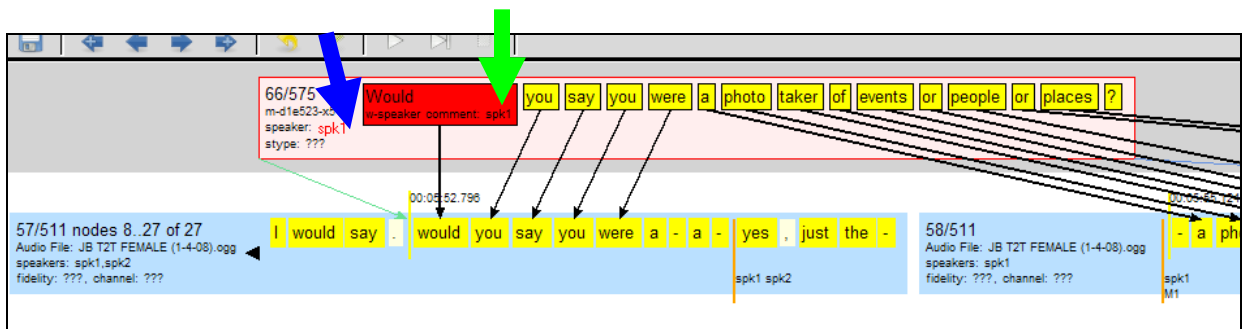 66/575 Would you say you were a photo taker of events or people or places ?
w-speaker comment: spk1
speaker: spk1
stype: ???
00:05:52.796
57/511 nodes 8..27 of 27 I would say . would you say you were a - a - yes , just the - 58/511 - a
Audio File: JB T2T FEMALE (1-4-08).ogg Audio File: JB T2T FEMALE (1-4-08).ogg
speakers: spk1,spk2 speakers: spk1
fidelity: ???, channel: ??? spk1 spk2 fidelity: ???, channel: ??? spk1
M1